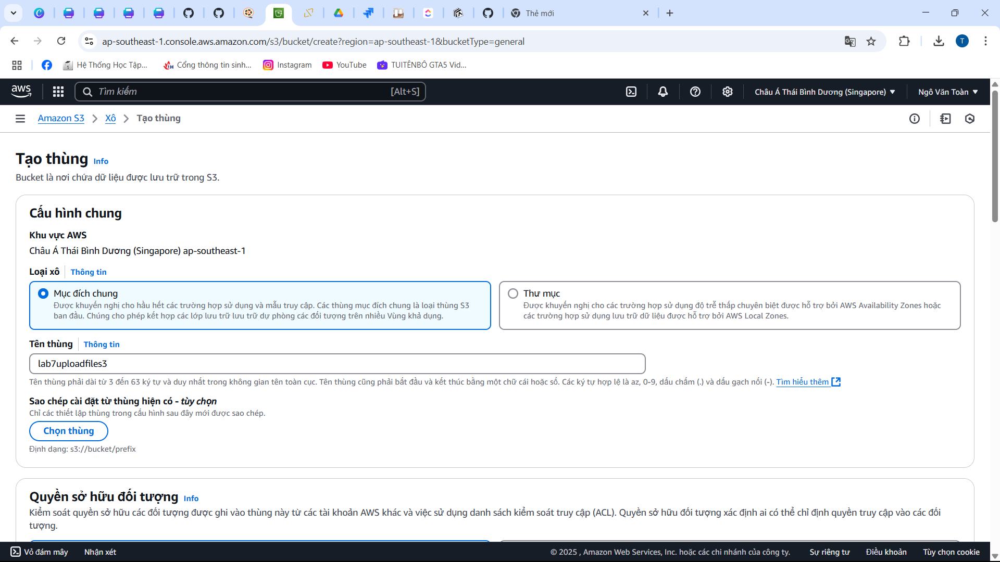 Thẻ mới
ap-southeast-1.console.aws.amazon.com/s3/bucket/create?region=ap-southeast-1&bucketType=general
T
Hệ Thống Học Tập...
Cổng thông tin sinh...
Instagram
YouTube
TUITÊNBÔ GTA5 Vid...
aws
Tìm kiếm
[Alt+S]
Châu Á Thái Bình Dương (Singapore)
Ngô Văn Toàn
Amazon S3
Xô
Tạo thùng
Tạo thùng Info
Bucket là nơi chứa dữ liệu được lưu trữ trong S3.
Cấu hình chung
Khu vực AWS
Châu Á Thái Bình Dương (Singapore) ap-southeast-1
Loại xô
Thông tin
Mục đích chung
Được khuyến nghị cho hầu hết các trường hợp sử dụng và mẫu truy cập. Các thùng mục đích chung là loại thùng S3
ban đầu. Chúng cho phép kết hợp các lớp lưu trữ lưu trữ dự phòng các đối tượng trên nhiều Vùng khả dụng.
Thư mục
Được khuyến nghị cho các trường hợp sử dụng độ trễ thấp chuyên biệt được hỗ trợ bởi AWS Availability Zones hoặc
các trường hợp sử dụng lưu trữ dữ liệu được hỗ trợ bởi AWS Local Zones.
Tên thùng
Thông tin
lab7uploadfiles3
Tên thùng phải dài từ 3 đến 63 ký tự và duy nhất trong không gian tên toàn cục. Tên thùng cũng phải bắt đầu và kết thúc bằng một chữ cái hoặc số. Các ký tự hợp lệ là az, 0-9, dấu chấm (.) và dấu gạch nối (-). Tìm hiểu thêm
Sao chép cài đặt từ thùng hiện có - tùy chọn
Chỉ các thiết lập thùng trong cấu hình sau đây mới được sao chép.
Chọn thùng
Định dạng: s3://bucket/prefix
Quyền sở hữu đối tượng Info
Kiểm soát quyền sở hữu các đối tượng được ghi vào thùng này từ các tài khoản AWS khác và việc sử dụng danh sách kiểm soát truy cập (ACL). Quyền sở hữu đối tượng xác định ai có thể chỉ định quyền truy cập vào các đối
tượng.
Vỏ đám mây
Nhận xét
© 2025 , Amazon Web Services, Inc. hoặc các chi nhánh của công ty.
Sự riêng tư
Điều khoản
Tùy chọn cookie